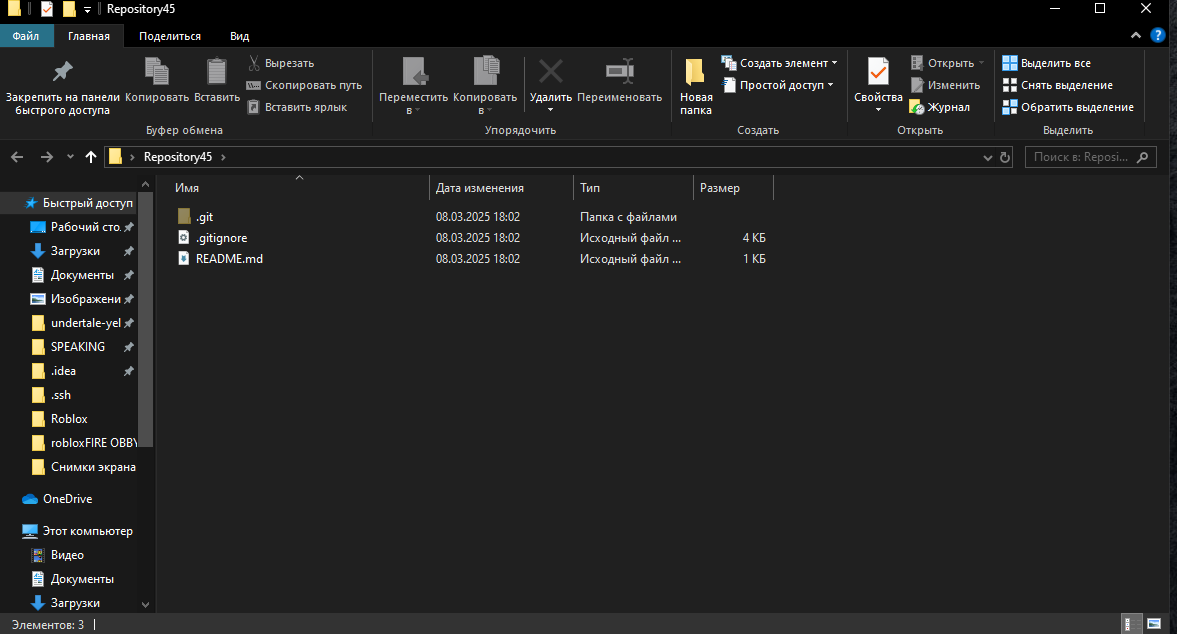 Repository45
Файл Главная Поделиться Вид
Закрепить на панели быстрого доступа
Копировать
Вставить
Вырезать
Скопировать путь
Вставить ярлык
Буфер обмена
Переместить в
Копировать в
Удалить
Переименовать
Упорядочить
Новая папка
Создать элемент
Простой доступ
Создать
Свойства
Открыть
Изменить
Журнал
Открыть
Выделить все
Снять выделение
Обратить выделение
Выделить
Repository45
Поиск в: Reposi...
Быстрый доступ
Рабочий сто.
Загрузки
Документы
Изображени
undertale-yel
SPEAKING
.idea
.ssh
Roblox
robloxFIRE OBBY
Снимки экрана
OneDrive
Этот компьютер
Видео
Документы
Загрузки
Имя Дата изменения Тип Размер
.git 08.03.2025 18:02 Папка с файлами
.gitignore 08.03.2025 18:02 Исходный файл ... 4 КБ
README.md 08.03.2025 18:02 Исходный файл ... 1 КБ
Элементов: 3